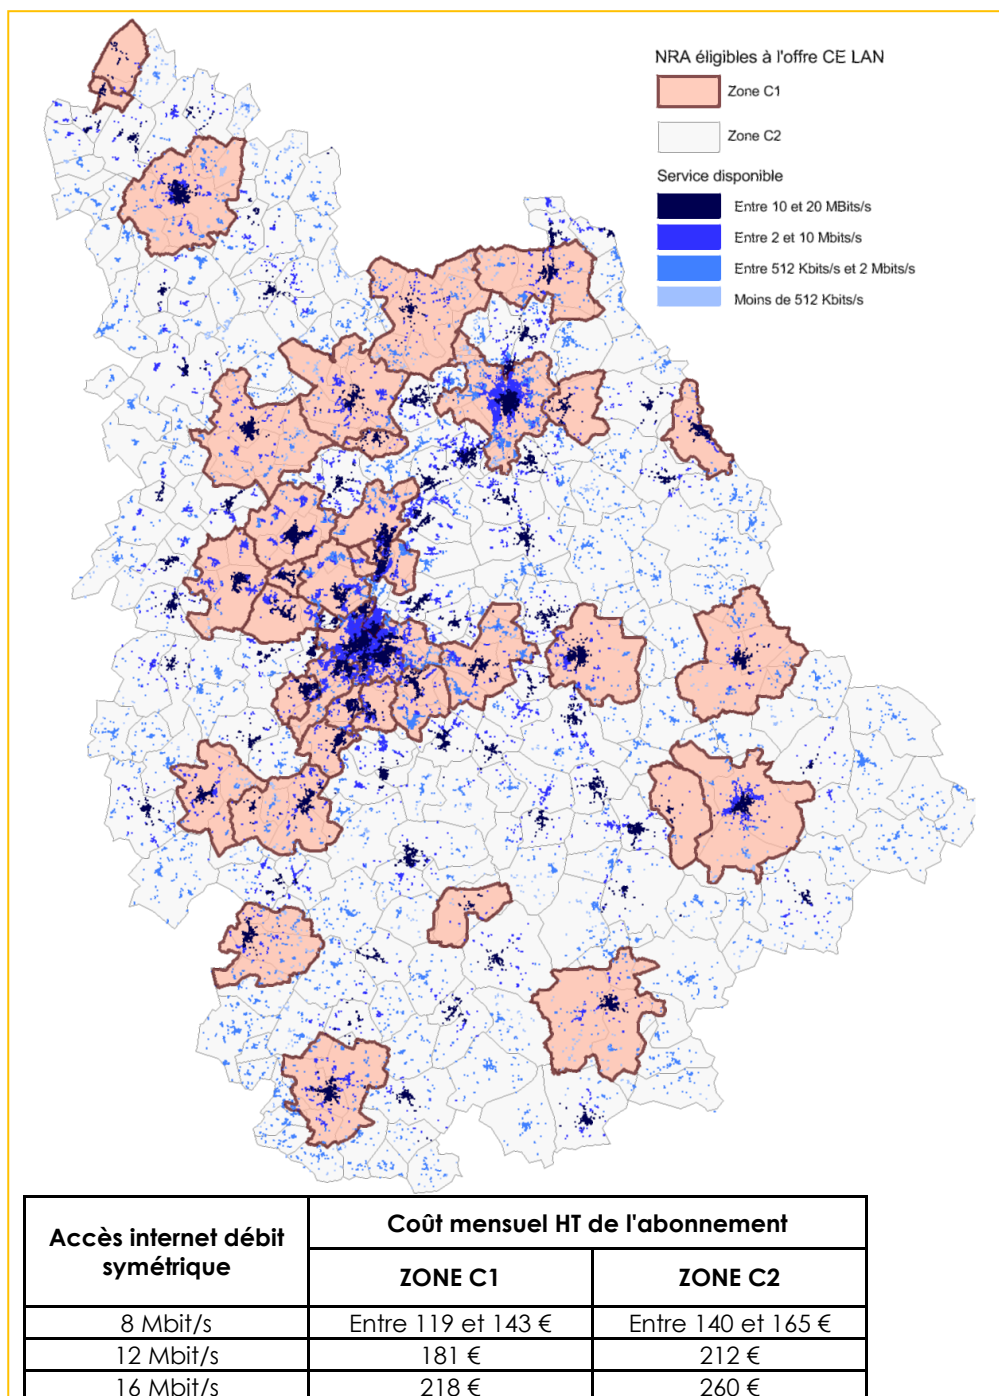 NRA éligibles à l'offre CE LAN
Zone C1
Zone C2
Service disponible
Entre 10 et 20 MBits/s
Entre 2 et 10 Mbits/s
Entre 512 Kbits/s et 2 Mbits/s
Moins de 512 Kbits/s
Accès internet débit symétrique
Coût mensuel HT de l'abonnement
ZONE C1
ZONE C2
8 Mbit/s
Entre 119 et 143 €
Entre 140 et 165 €
12 Mbit/s
181 €
212 €
16 Mbit/s
218 €
260 €